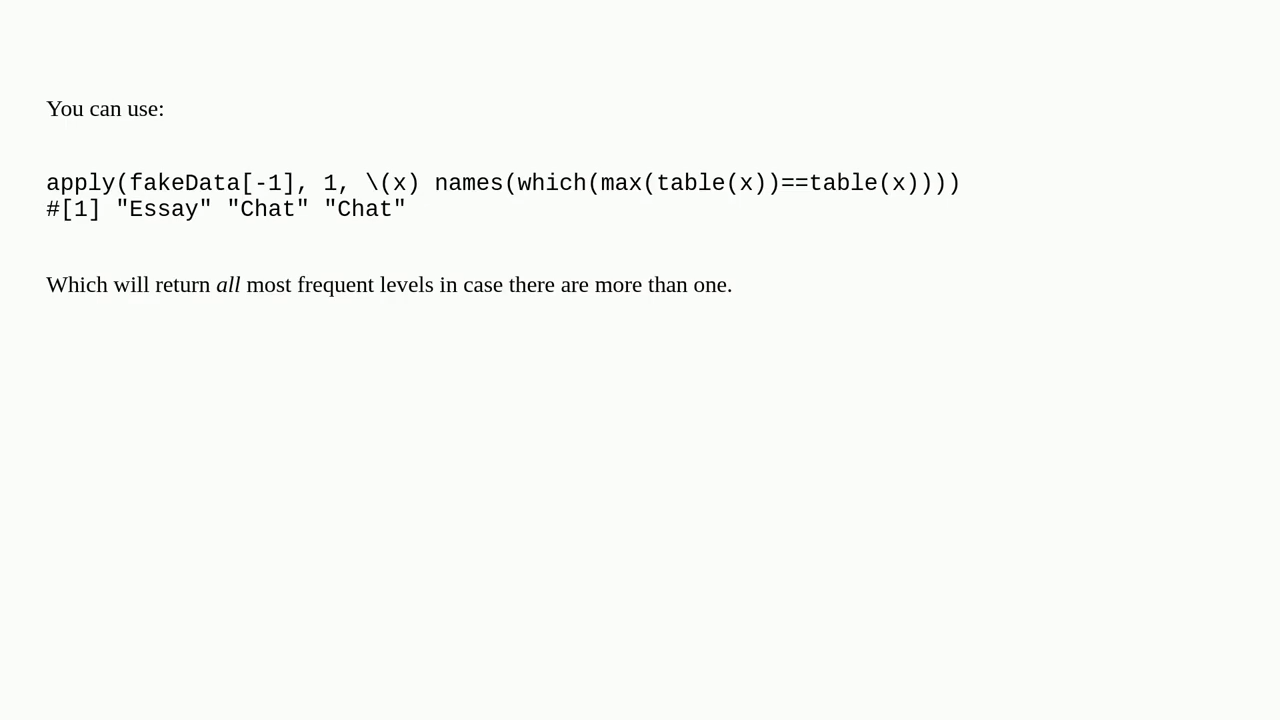 You can use:
apply(fakeData[-1], 1, \(x) names(which(max(table(x))==table(x))))
#[1] "Essay" "Chat" "Chat"
Which will return all most frequent levels in case there are more than one.